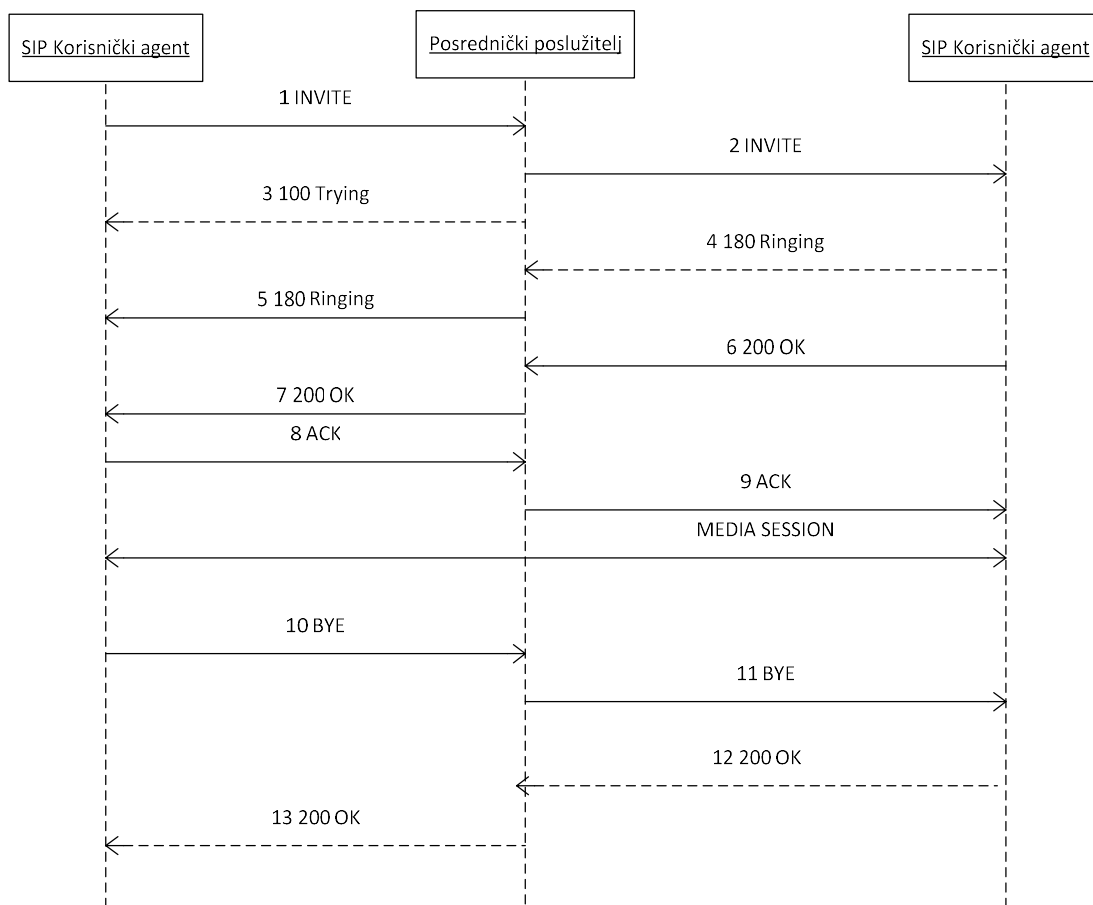 SIP Korisnički agent
Posrednički poslužitelj
SIP Korisnički agent
1 INVITE
2 INVITE
3 100 Trying
4 180 Ringing
5 180 Ringing
6 200 OK
7 200 OK
8 ACK
9 ACK
MEDIA SESSION
10 BYE
11 BYE
12 200 OK
13 200 OK